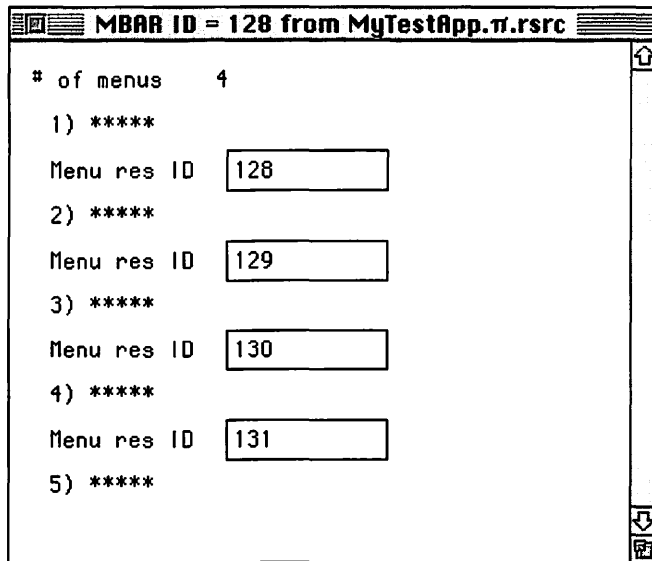 MBAR ID = 128 from MyTestApp.π.rsrc
# of menus 4
1) *****
Menu res ID 128
2) *****
Menu res ID 129
3) *****
Menu res ID 130
4) *****
Menu res ID 131
5) *****